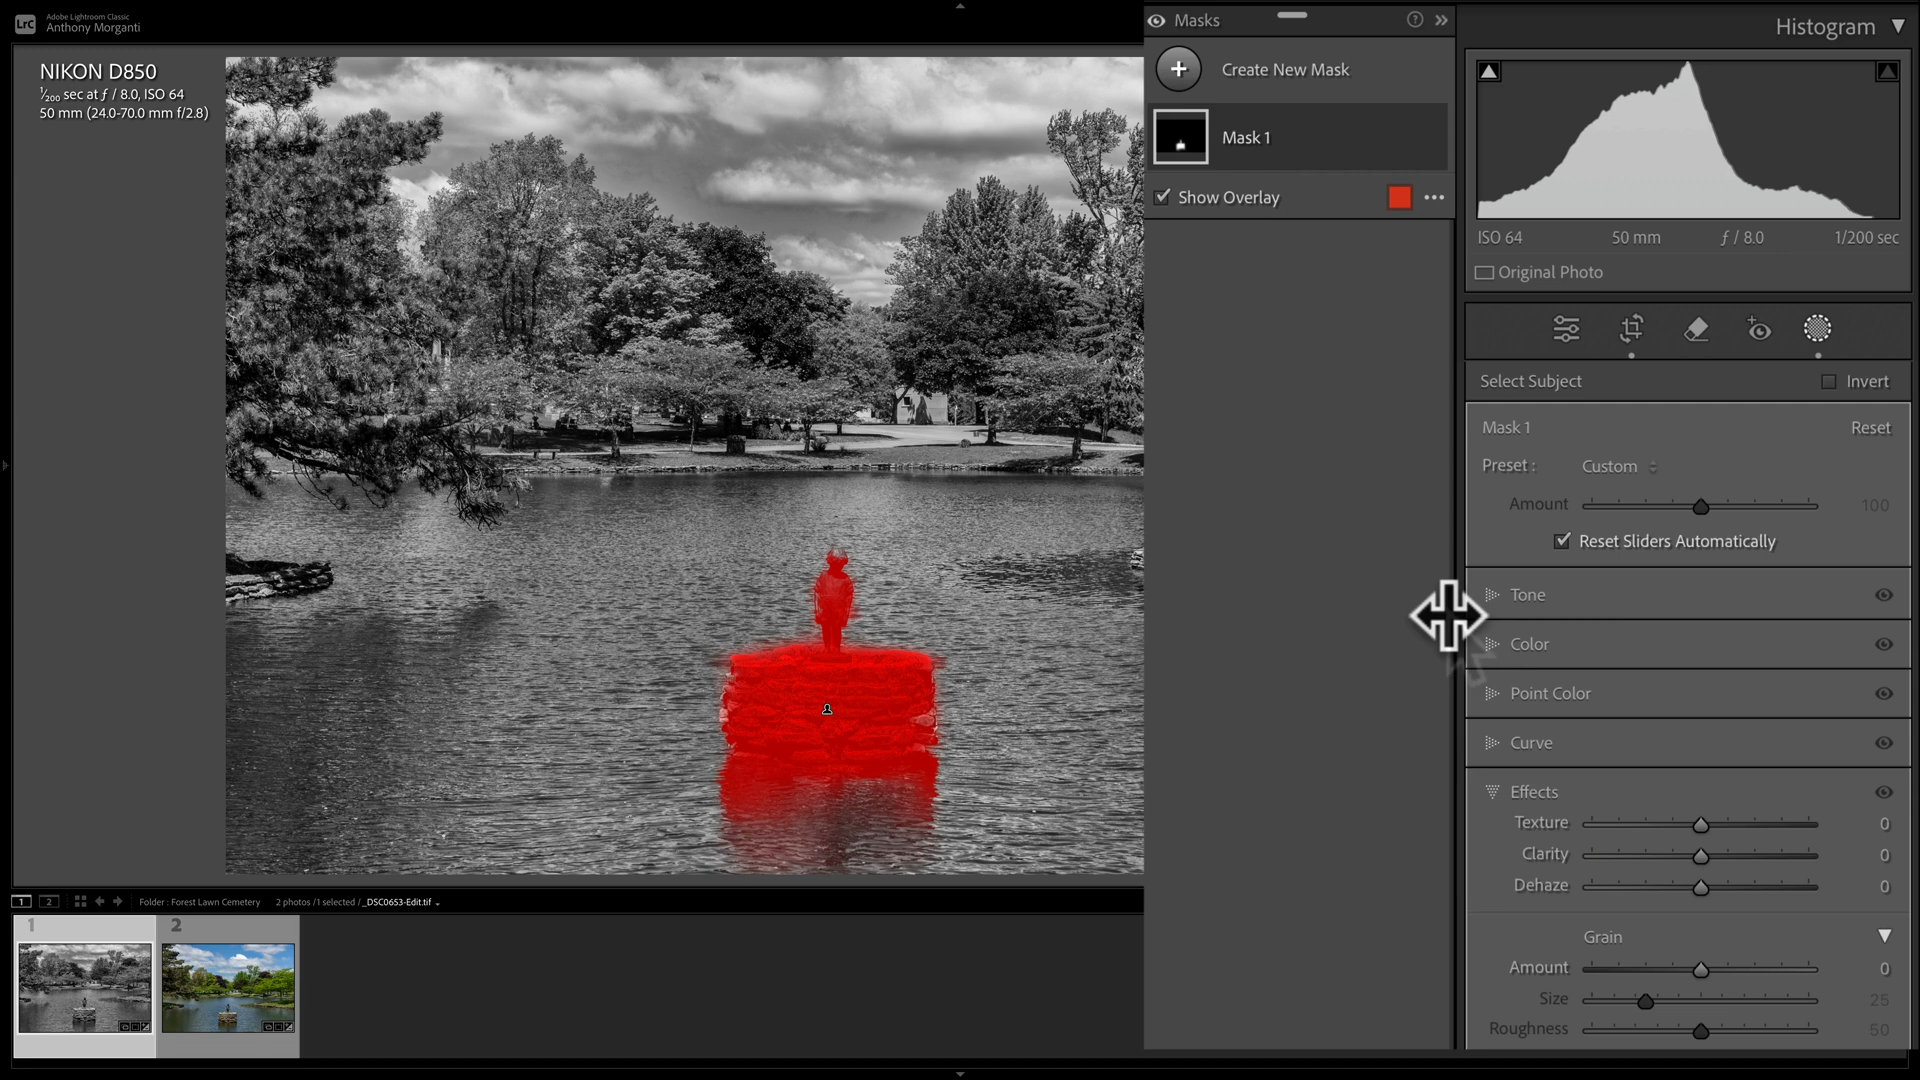 LrC
Adobe Lightroom Classic
Anthony Morganti
NIKON D850
1/200 sec at ƒ / 8.0, ISO 64
50 mm (24.0-70.0 mm f/2.8)
Masks
Create New Mask
Mask 1
Show Overlay
Histogram
ISO 64 50 mm ƒ / 8.0 1/200 sec
Original Photo
Select Subject Invert
Mask 1 Reset
Preset : Custom
Amount 100
Reset Sliders Automatically
Tone
Color
Point Color
Curve
Effects
Texture 0
Clarity 0
Dehaze 0
Grain
Amount 0
Size 25
Roughness 50
1 2 Folder : Forest Lawn Cemetery 2 photos /1 selected /_DSC0653-Edit.tif
1 2